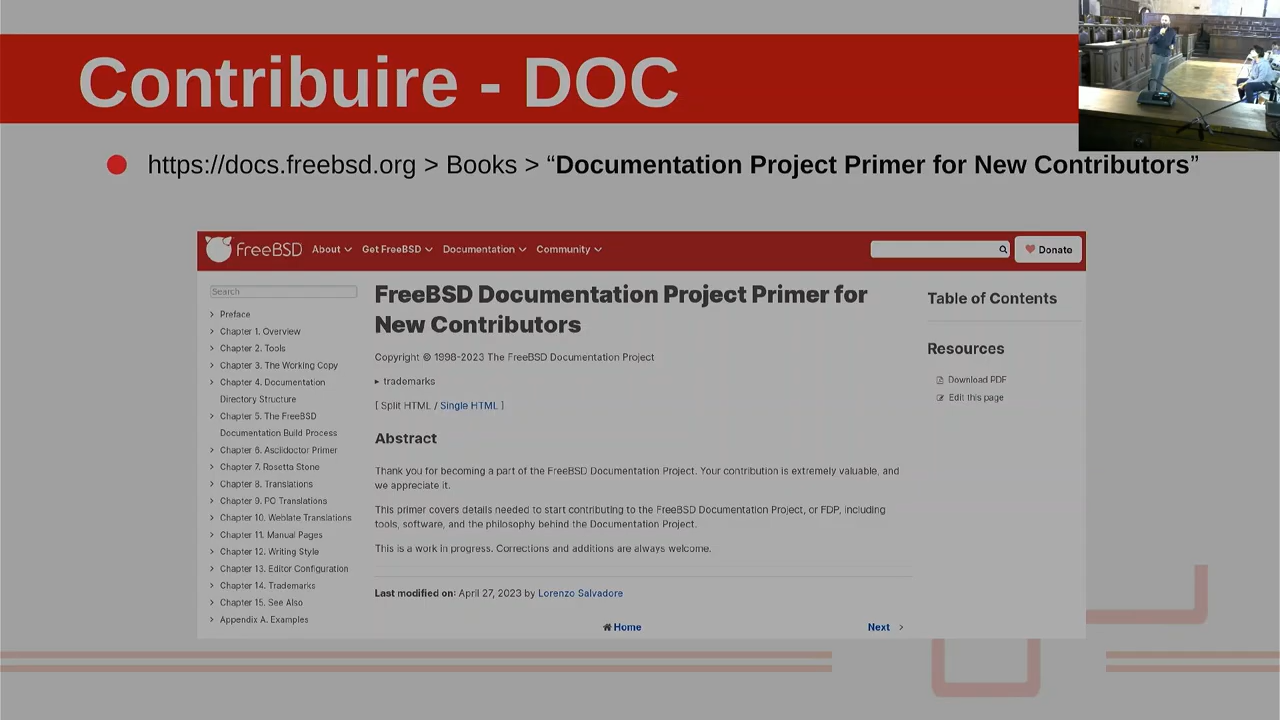 Contribuire - DOC
https://docs.freebsd.org > Books > “Documentation Project Primer for New Contributors”
FreeBSD About Get FreeBSD Documentation Community Donate
Search
Preface
Chapter 1. Overview
Chapter 2. Tools
Chapter 3. The Working Copy
Chapter 4. Documentation
Directory Structure
Chapter 5. The FreeBSD
Documentation Build Process
Chapter 6. Asciidoctor Primer
Chapter 7. Rosetta Stone
Chapter 8. Translations
Chapter 9. PO Translations
Chapter 10. Weblate Translations
Chapter 11. Manual Pages
Chapter 12. Writing Style
Chapter 13. Editor Configuration
Chapter 14. Trademarks
Chapter 15. See Also
Appendix A. Examples
FreeBSD Documentation Project Primer for
New Contributors
Copyright © 1998-2023 The FreeBSD Documentation Project
trademarks
[ Split HTML / Single HTML ]
Abstract
Thank you for becoming a part of the FreeBSD Documentation Project. Your contribution is extremely valuable, and
we appreciate it.
This primer covers details needed to start contributing to the FreeBSD Documentation Project, or FDP, including
tools, software, and the philosophy behind the Documentation Project.
This is a work in progress. Corrections and additions are always welcome.
Last modified on: April 27, 2023 by Lorenzo Salvadore
Home
Next
Table of Contents
Resources
Download PDF
Edit this page